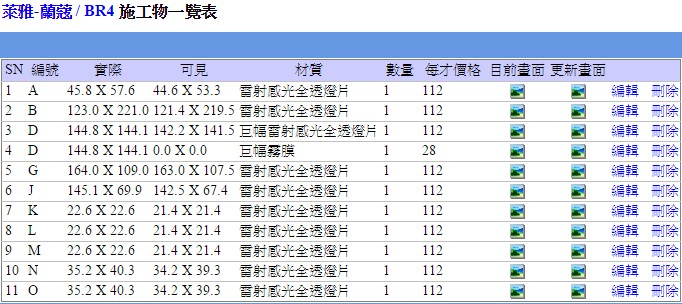 萊雅-蘭蔻 / BR4 施工物一覽表
SN 編號 實際 可見 材質 數量 每才價格 目前畫面 更新畫面
1 A 45.8 X 57.6 44.6 X 53.3 雷射感光全透燈片 1 112 編輯 刪除
2 B 123.0 X 221.0 121.4 X 219.5 雷射感光全透燈片 1 112 編輯 刪除
3 D 144.8 X 144.1 142.2 X 141.5 巨幅雷射感光全透燈片 1 112 編輯 刪除
4 D 144.8 X 144.1 0.0 X 0.0 巨幅霧膜 1 28 編輯 刪除
5 G 164.0 X 109.0 163.0 X 107.5 雷射感光全透燈片 1 112 編輯 刪除
6 J 145.1 X 69.9 142.5 X 67.4 雷射感光全透燈片 1 112 編輯 刪除
7 K 22.6 X 22.6 21.4 X 21.4 雷射感光全透燈片 1 112 編輯 刪除
8 L 22.6 X 22.6 21.4 X 21.4 雷射感光全透燈片 1 112 編輯 刪除
9 M 22.6 X 22.6 21.4 X 21.4 雷射感光全透燈片 1 112 編輯 刪除
10 N 35.2 X 40.3 34.2 X 39.3 雷射感光全透燈片 1 112 編輯 刪除
11 O 35.2 X 40.3 34.2 X 39.3 雷射感光全透燈片 1 112 編輯 刪除